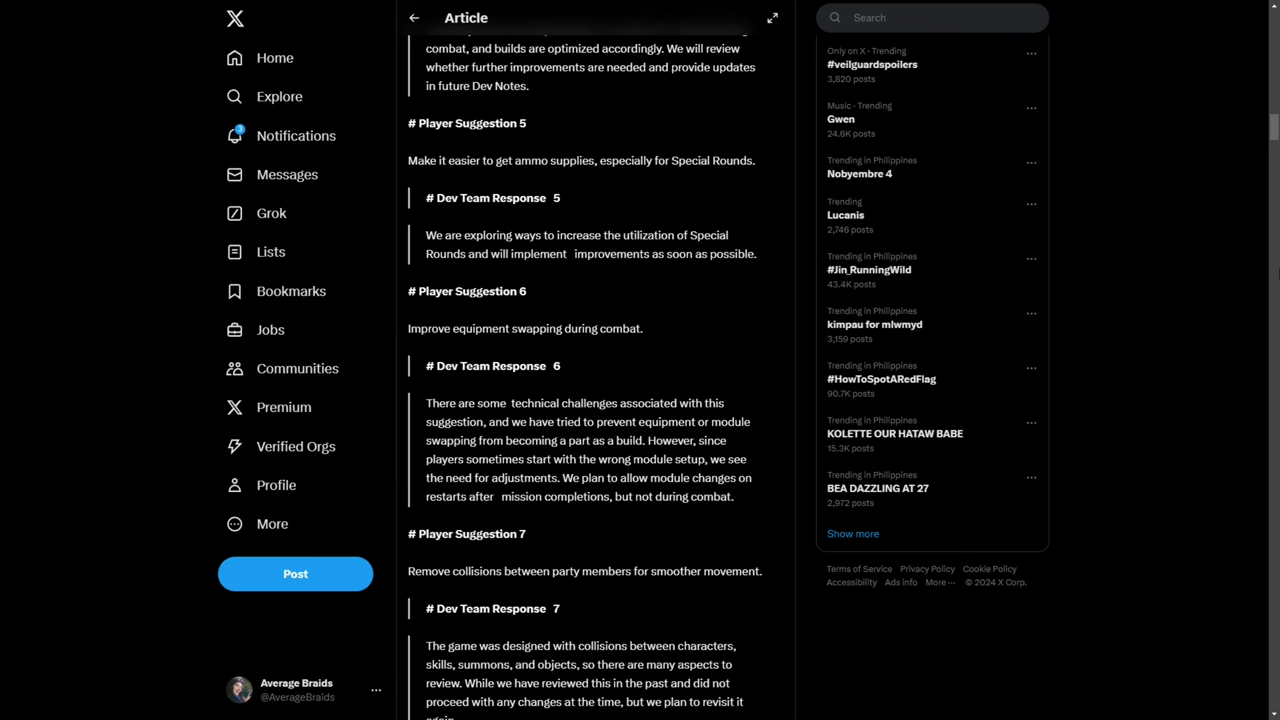 Home
Explore
3
Notifications
Messages
Grok
Lists
Bookmarks
Jobs
Communities
Premium
Verified Orgs
Profile
More
Post
Average Braids
@AverageBraids
Article
combat, and builds are optimized accordingly. We will review
whether further improvements are needed and provide updates
in future Dev Notes.
# Player Suggestion 5
Make it easier to get ammo supplies, especially for Special Rounds.
# Dev Team Response 5
We are exploring ways to increase the utilization of Special
Rounds and will implement improvements as soon as possible.
# Player Suggestion 6
Improve equipment swapping during combat.
# Dev Team Response 6
There are some technical challenges associated with this
suggestion, and we have tried to prevent equipment or module
swapping from becoming a part as a build. However, since
players sometimes start with the wrong module setup, we see
the need for adjustments. We plan to allow module changes on
restarts after mission completions, but not during combat.
# Player Suggestion 7
Remove collisions between party members for smoother movement.
# Dev Team Response 7
The game was designed with collisions between characters,
skills, summons, and objects, so there are many aspects to
review. While we have reviewed this in the past and did not
proceed with any changes at the time, but we plan to revisit it
Search
Only on X · Trending
#veilguardspoilers
3,820 posts
Music · Trending
Gwen
24.6K posts
Trending in Philippines
Nobyembre 4
Trending
Lucanis
2,746 posts
Trending in Philippines
#Jin_RunningWild
43.4K posts
Trending in Philippines
kimpau for mlwmyd
3,159 posts
Trending in Philippines
#HowToSpotARedFlag
90.7K posts
Trending in Philippines
KOLETTE OUR HATAW BABE
15.3K posts
Trending in Philippines
BEA DAZZLING AT 27
2,972 posts
Show more
Terms of Service Privacy Policy Cookie Policy
Accessibility Ads info More ··· © 2024 X Corp.